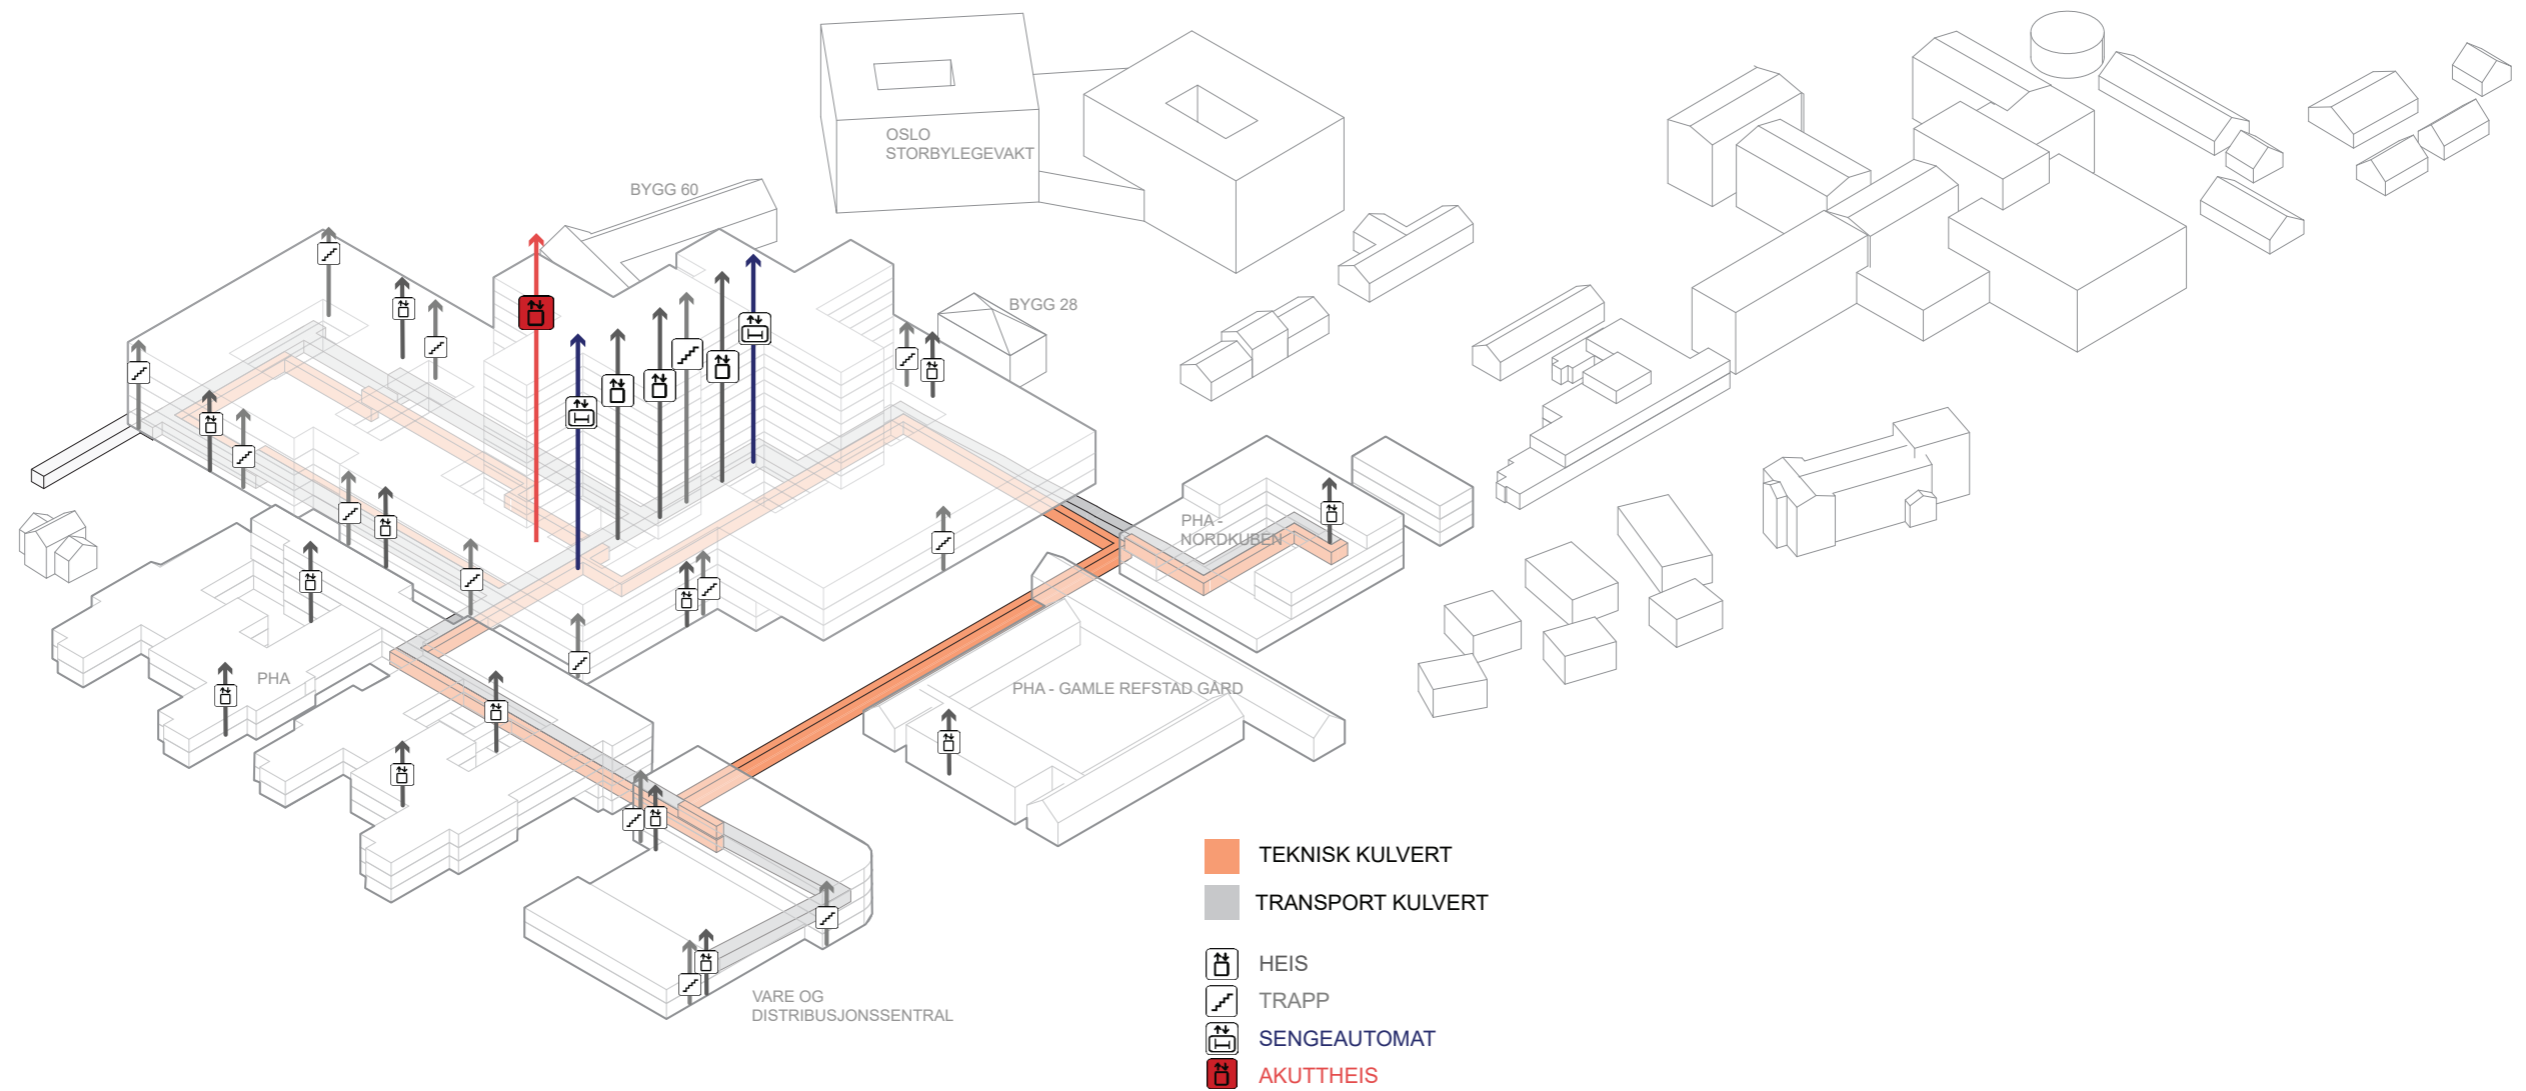 OSLO
STORBYLEGEVAKT
BYGG 60
BYGG 28
PHA -
NORDKUBEN
PHA
PHA - GAMLE REFSTAD GÅRD
VARE OG
DISTRIBUSJONSSENTRAL
TEKNISK KULVERT
TRANSPORT KULVERT
HEIS
TRAPP
SENGEAUTOMAT
AKUTTHEIS